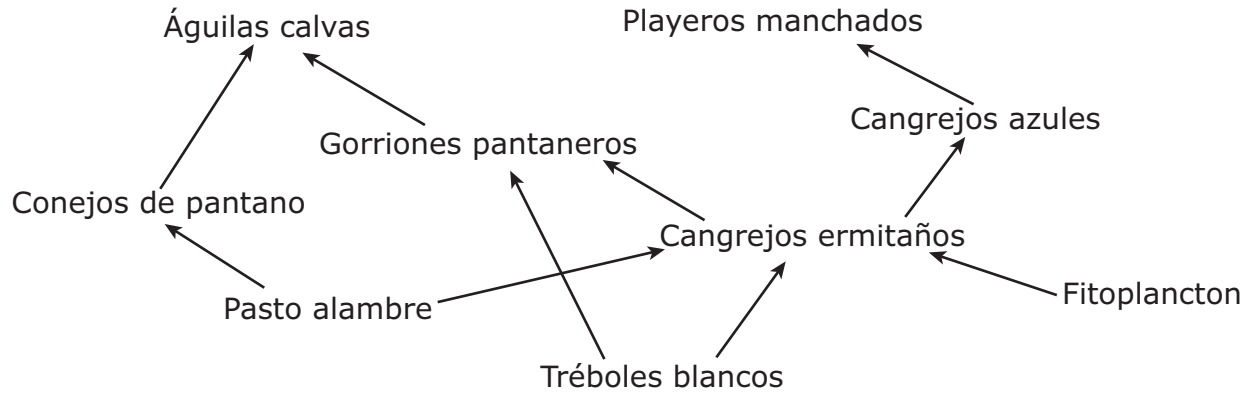 Águilas calvas
Playeros manchados
Cangrejos azules
Gorriones pantaneros
Conejos de pantano
Cangrejos ermitaños
Pasto alambre
Fitoplancton
Tréboles blancos